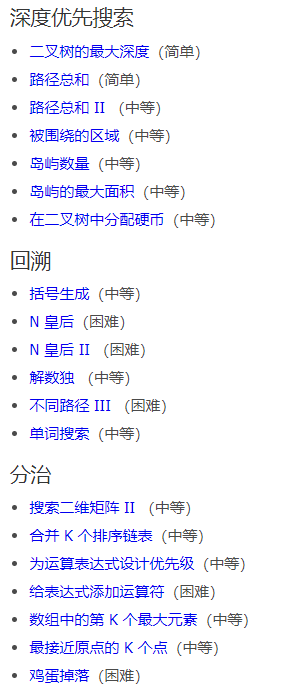 深度优先搜索
二叉树的最大深度（简单）
路径总和（简单）
路径总和 II （中等）
被围绕的区域（中等）
岛屿数量（中等）
岛屿的最大面积（中等）
在二叉树中分配硬币（中等）
回溯
括号生成（中等）
N 皇后（困难）
N 皇后 II （困难）
解数独 （中等）
不同路径 III （困难）
单词搜索（中等）
分治
搜索二维矩阵 II （中等）
合并 K 个排序链表（中等）
为运算表达式设计优先级（中等）
给表达式添加运算符（困难）
数组中的第 K 个最大元素（中等）
最接近原点的 K 个点（中等）
鸡蛋掉落（困难）